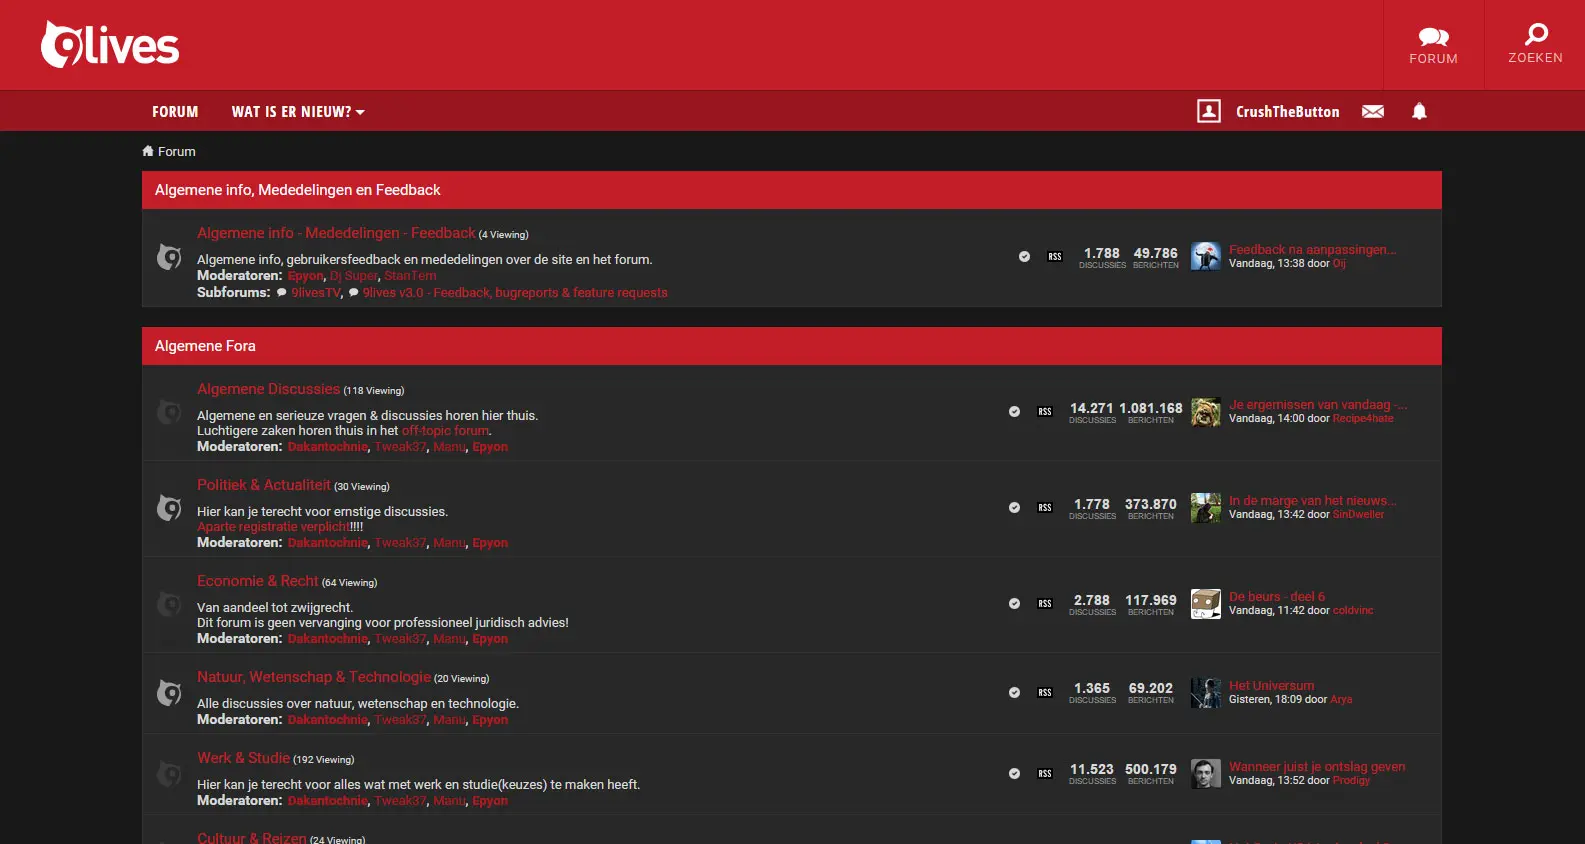 9lives
FORUM
ZOEKEN
FORUM
WAT IS ER NIEUW?
CrushTheButton
Forum
Algemene info, Mededelingen en Feedback
Algemene info - Mededelingen - Feedback (4 Viewing)
Algemene info, gebruikersfeedback en mededelingen over de site en het forum.
Moderatoren: Epyon, Dj Super, StanTem
Subforums: 9livesTV, 9lives v3.0 - Feedback, bugreports & feature requests
RSS
1.788 49.786
DISCUSSIES BERICHTEN
Feedback na aanpassingen...
Vandaag, 13:38 door Oij
Algemene Fora
Algemene Discussies (118 Viewing)
Algemene en serieuze vragen & discussies horen hier thuis.
Luchtigere zaken horen thuis in het off-topic forum.
Moderatoren: Dakantochnie, Tweak37, Manu, Epyon
RSS
14.271 1.081.168
DISCUSSIES BERICHTEN
Je ergernissen van vandaag -...
Vandaag, 14:00 door Recipe4hate
Politiek & Actualiteit (30 Viewing)
Hier kan je terecht voor ernstige discussies.
Aparte registratie verplicht!!!!
Moderatoren: Dakantochnie, Tweak37, Manu, Epyon
RSS
1.778 373.870
DISCUSSIES BERICHTEN
In de marge van het nieuws...
Vandaag, 13:42 door SinDweller
Economie & Recht (64 Viewing)
Van aandeel tot zwijgrecht.
Dit forum is geen vervanging voor professioneel juridisch advies!
Moderatoren: Dakantochnie, Tweak37, Manu, Epyon
RSS
2.788 117.969
DISCUSSIES BERICHTEN
De beurs - deel 6
Vandaag, 11:42 door coldvinc
Natuur, Wetenschap & Technologie (20 Viewing)
Alle discussies over natuur, wetenschap en technologie.
Moderatoren: Dakantochnie, Tweak37, Manu, Epyon
RSS
1.365 69.202
DISCUSSIES BERICHTEN
Het Universum
Gisteren, 18:09 door Arya
Werk & Studie (192 Viewing)
Hier kan je terecht voor alles wat met werk en studie(keuzes) te maken heeft.
Moderatoren: Dakantochnie, Tweak37, Manu, Epyon
RSS
11.523 500.179
DISCUSSIES BERICHTEN
Wanneer juist je ontslag geven
Vandaag, 13:52 door Prodigy
Cultuur & Reizen (24 Viewing)